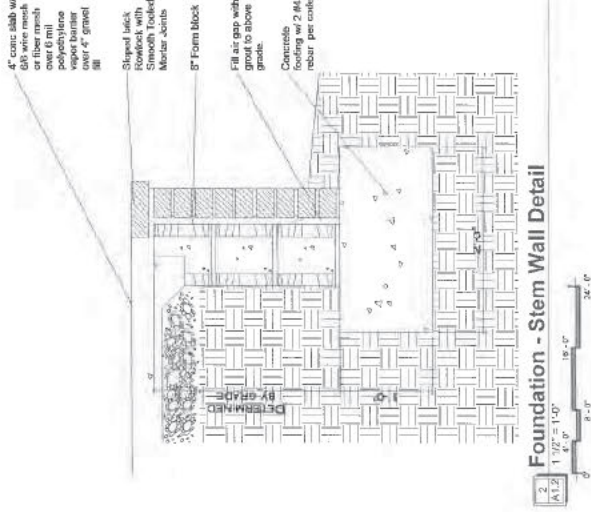 4" conc slab w/
6/6 wire mesh
or fiber mesh
over 6 mil
polyethylene
vapor barrier
over 4" gravel
fill
Sloped brick
Rowlock with
Smooth Tooled
Mortar Joints
8" Form block
Fill air gap with
grout to above
grade.
Concrete
footing w/ 2 #4
rebar per code
DETERMINED
BY GRADE
1'-0"
2'-0"
2
A1.2
Foundation - Stem Wall Detail
1 1/2" = 1'-0"
0'
4'-0"
8'-0"
16'-0"
24'-0"